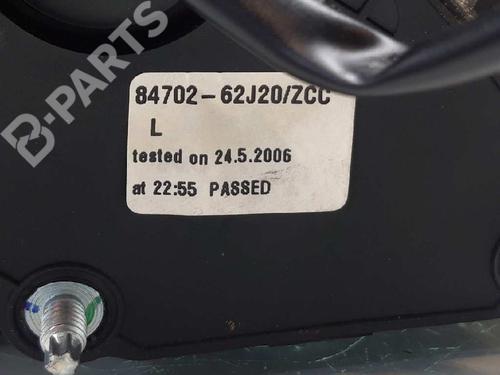 B-PARTS
84702-62J20/ZCC
L
tested on 24.5.2006
at 22:55 PASSED